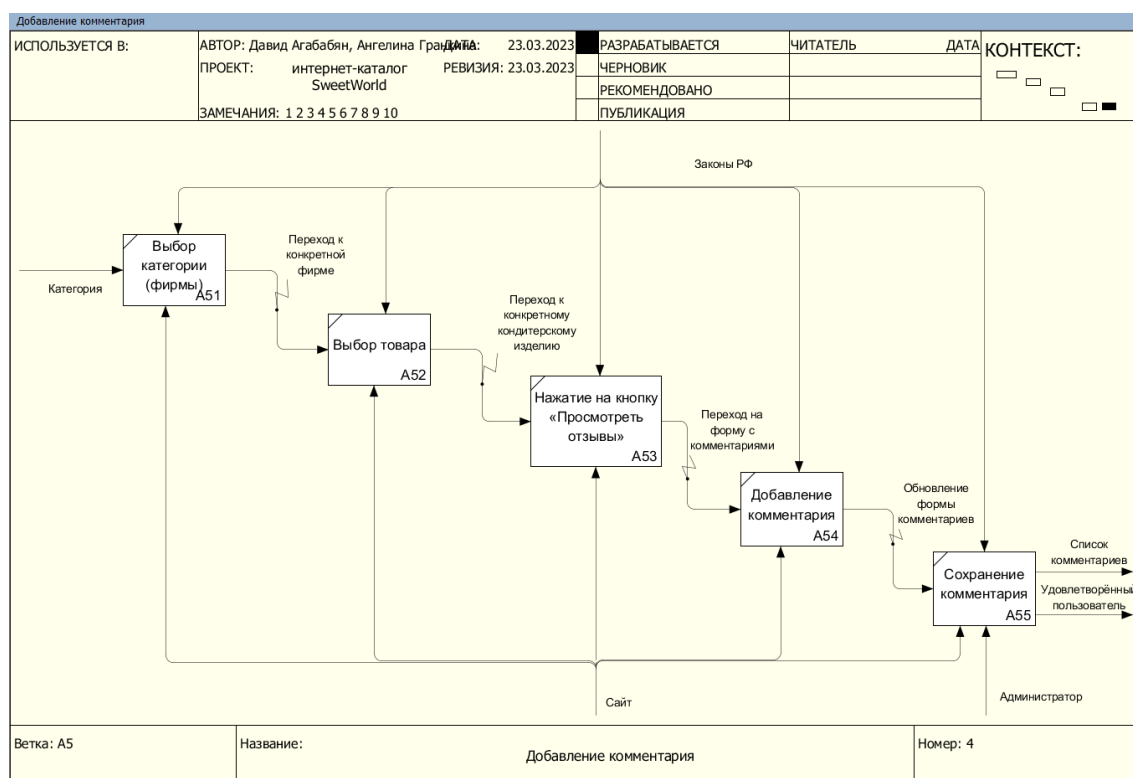 Добавление комментария
ИСПОЛЬЗУЕТСЯ В:
АВТОР: Давид Агабабян, Ангелина
ДАТА: 23.03.2023
ПРОЕКТ: интернет-каталог
SweetWorld
РЕВИЗИЯ: 23.03.2023
ЗАМЕЧАНИЯ: 1 2 3 4 5 6 7 8 9 10
РАЗРАБАТЫВАЕТСЯ
ЧЕРНОВИК
РЕКОМЕНДОВАНО
ПУБЛИКАЦИЯ
ЧИТАТЕЛЬ
ДАТА
КОНТЕКСТ:
Законы РФ
Категория
Выбор
категории
(фирмы)
A51
Переход к
конкретной
фирме
Выбор товара
A52
Переход к
конкретному
кондитерскому
изделию
Нажатие на кнопку
«Просмотреть
отзывы»
A53
Переход на
форму с
комментариями
Добавление
комментария
A54
Обновление
формы
комментариев
Сохранение
комментария
A55
Список
комментариев
Удовлетворённый
пользователь
Сайт
Администратор
Ветка: A5
Название:
Добавление комментария
Номер: 4